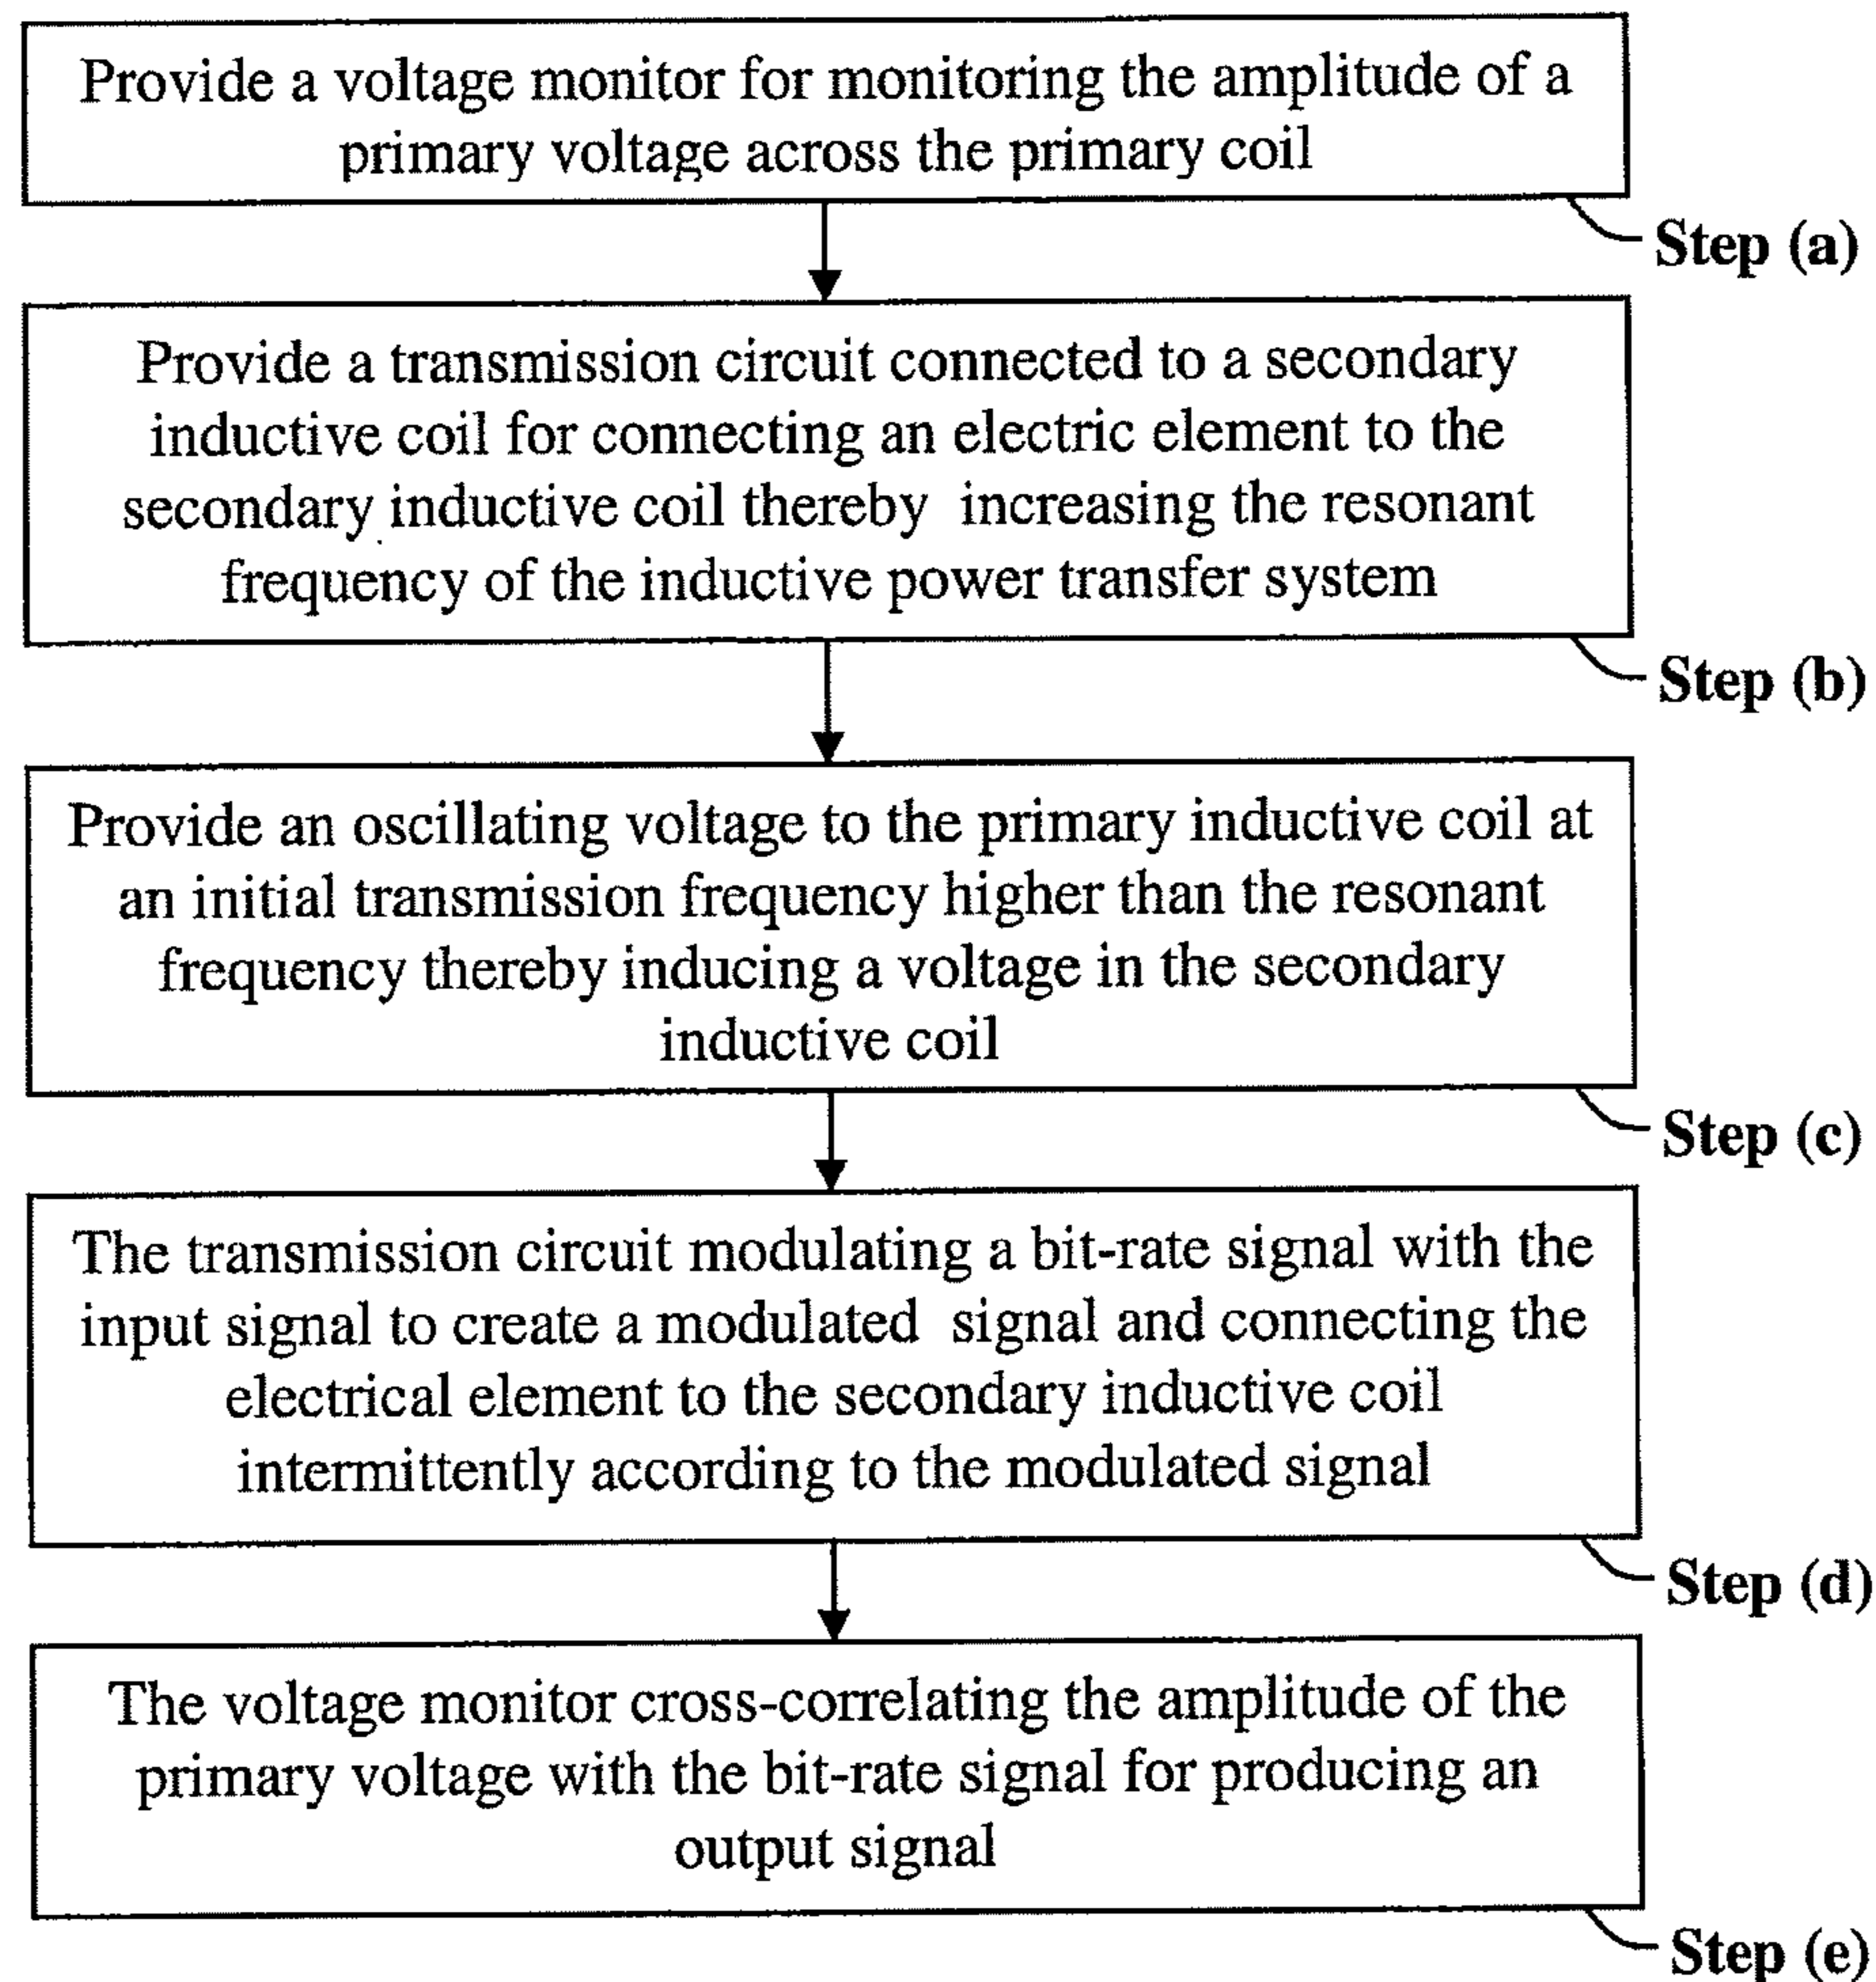 Provide a voltage monitor for monitoring the amplitude of a
primary voltage across the primary coil
Step (a)
Provide a transmission circuit connected to a secondary
inductive coil for connecting an electric element to the
secondary inductive coil thereby increasing the resonant
frequency of the inductive power transfer system
Step (b)
Provide an oscillating voltage to the primary inductive coil at
an initial transmission frequency higher than the resonant
frequency thereby inducing a voltage in the secondary
inductive coil
Step (c)
The transmission circuit modulating a bit-rate signal with the
input signal to create a modulated signal and connecting the
electrical element to the secondary inductive coil
intermittently according to the modulated signal
Step (d)
The voltage monitor cross-correlating the amplitude of the
primary voltage with the bit-rate signal for producing an
output signal
Step (e)